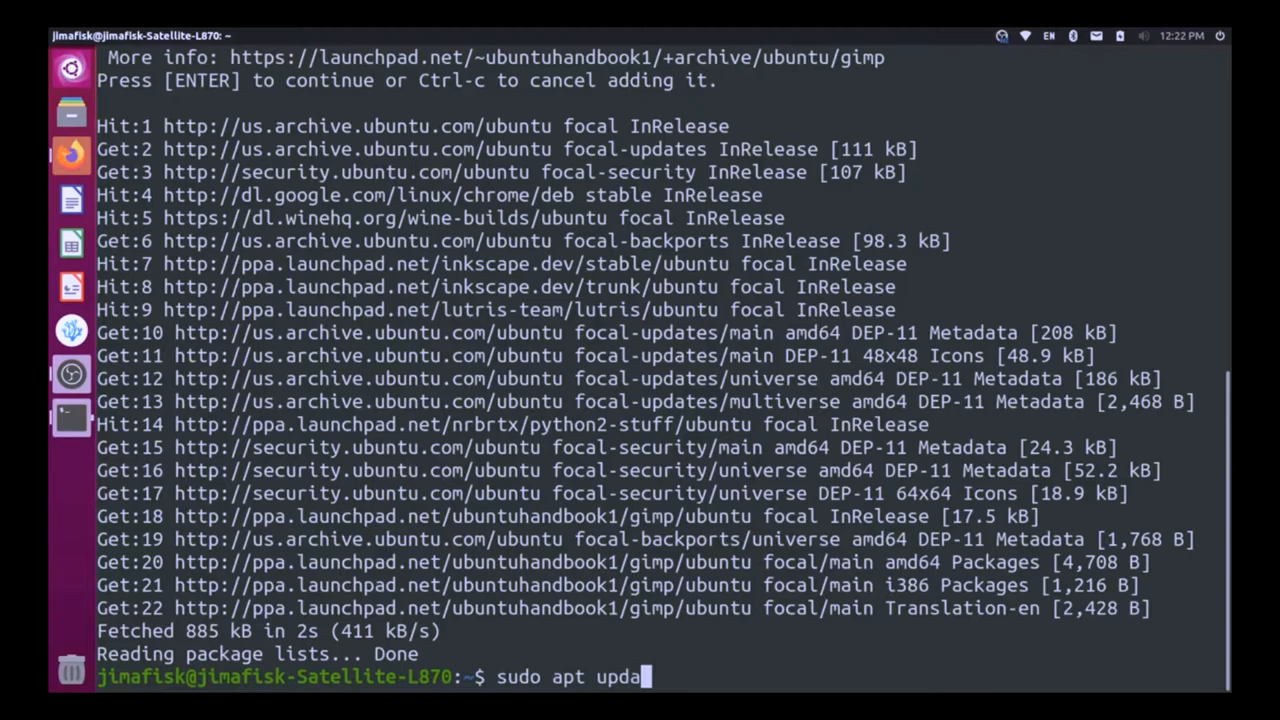 jimafisk@jimafisk-Satellite-L870: ~
EN
12:22 PM
More info: https://launchpad.net/~ubuntuhandbook1/+archive/ubuntu/gimp
Press [ENTER] to continue or Ctrl-c to cancel adding it.
Hit:1 http://us.archive.ubuntu.com/ubuntu focal InRelease
Get:2 http://us.archive.ubuntu.com/ubuntu focal-updates InRelease [111 kB]
Get:3 http://security.ubuntu.com/ubuntu focal-security InRelease [107 kB]
Hit:4 http://dl.google.com/linux/chrome/deb stable InRelease
Hit:5 https://dl.winehq.org/wine-builds/ubuntu focal InRelease
Get:6 http://us.archive.ubuntu.com/ubuntu focal-backports InRelease [98.3 kB]
Hit:7 http://ppa.launchpad.net/inkscape.dev/stable/ubuntu focal InRelease
Hit:8 http://ppa.launchpad.net/inkscape.dev/trunk/ubuntu focal InRelease
Hit:9 http://ppa.launchpad.net/lutris-team/lutris/ubuntu focal InRelease
Get:10 http://us.archive.ubuntu.com/ubuntu focal-updates/main amd64 DEP-11 Metadata [208 kB]
Get:11 http://us.archive.ubuntu.com/ubuntu focal-updates/main DEP-11 48x48 Icons [48.9 kB]
Get:12 http://us.archive.ubuntu.com/ubuntu focal-updates/universe amd64 DEP-11 Metadata [186 kB]
Get:13 http://us.archive.ubuntu.com/ubuntu focal-updates/multiverse amd64 DEP-11 Metadata [2,468 B]
Hit:14 http://ppa.launchpad.net/nrbrtx/python2-stuff/ubuntu focal InRelease
Get:15 http://security.ubuntu.com/ubuntu focal-security/main amd64 DEP-11 Metadata [24.3 kB]
Get:16 http://security.ubuntu.com/ubuntu focal-security/universe amd64 DEP-11 Metadata [52.2 kB]
Get:17 http://security.ubuntu.com/ubuntu focal-security/universe DEP-11 64x64 Icons [18.9 kB]
Get:18 http://ppa.launchpad.net/ubuntuhandbook1/gimp/ubuntu focal InRelease [17.5 kB]
Get:19 http://us.archive.ubuntu.com/ubuntu focal-backports/universe amd64 DEP-11 Metadata [1,768 B]
Get:20 http://ppa.launchpad.net/ubuntuhandbook1/gimp/ubuntu focal/main amd64 Packages [4,708 B]
Get:21 http://ppa.launchpad.net/ubuntuhandbook1/gimp/ubuntu focal/main i386 Packages [1,216 B]
Get:22 http://ppa.launchpad.net/ubuntuhandbook1/gimp/ubuntu focal/main Translation-en [2,428 B]
Fetched 885 kB in 2s (411 kB/s)
Reading package lists... Done
jimafisk@jimafisk-Satellite-L870:~$ sudo apt upda